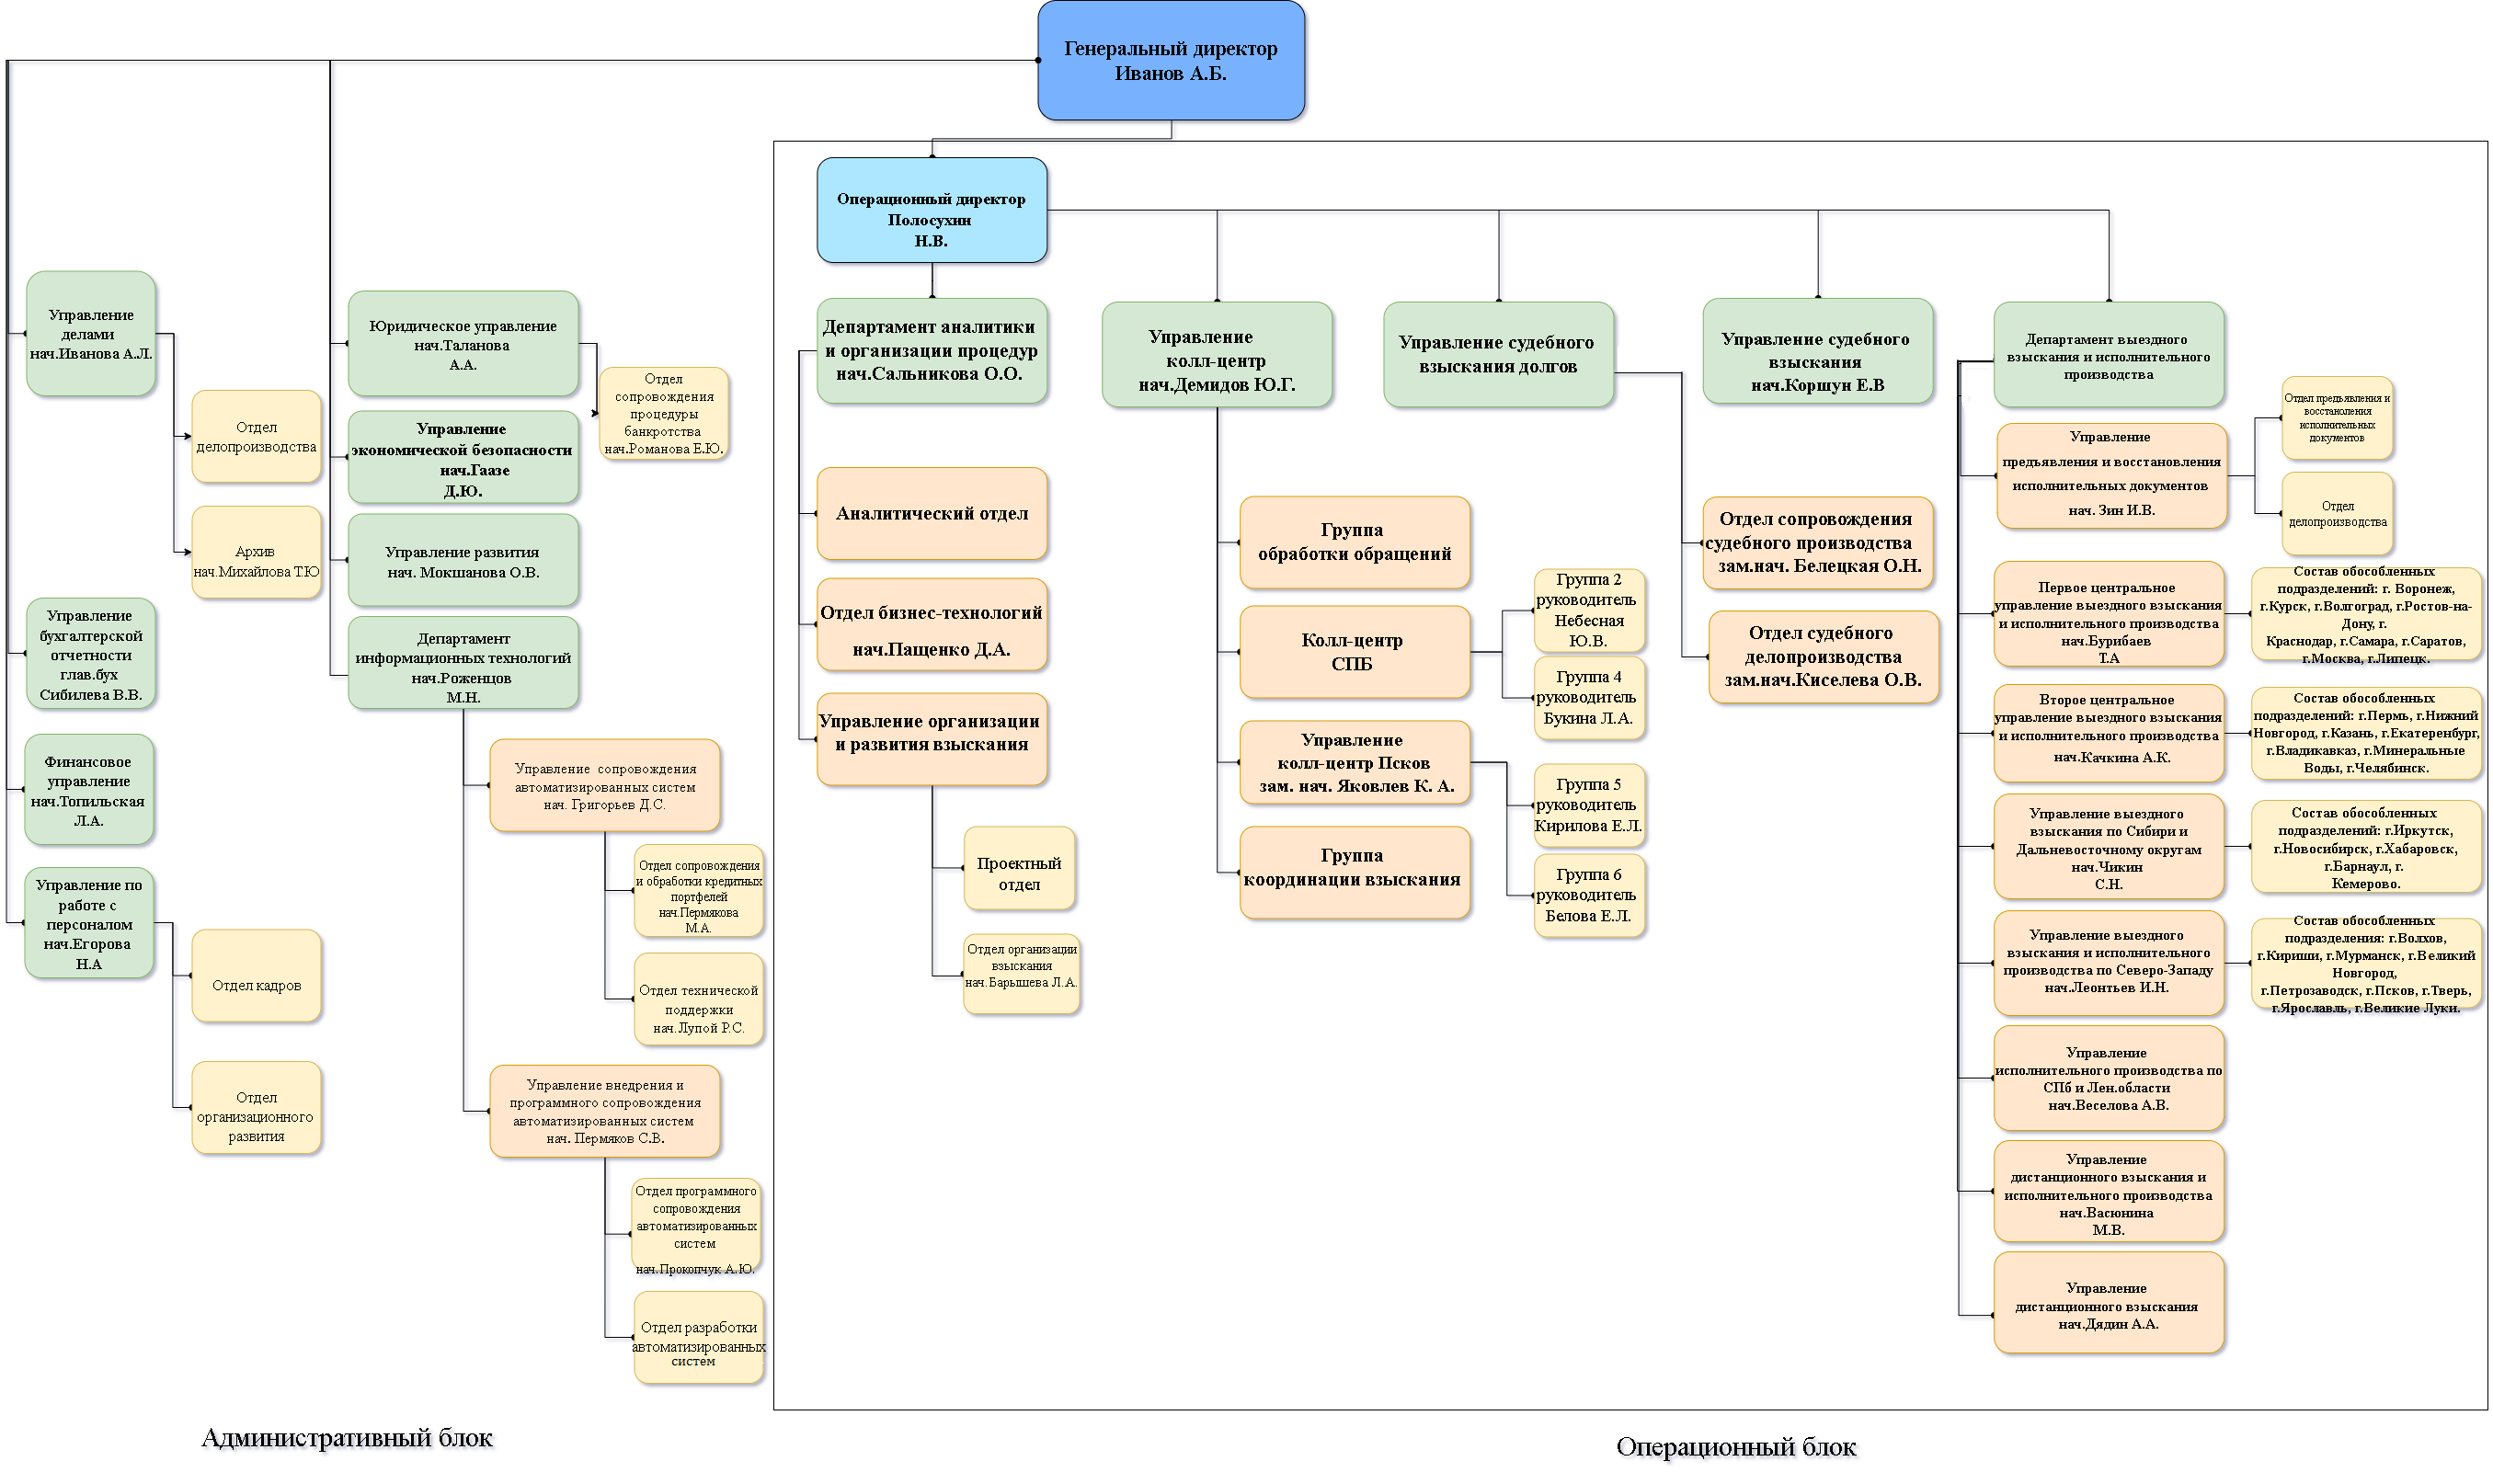 Генеральный директор
Иванов А.Б.
Операционный директор
Полосухин
Н.В.
Управление
делами
нач.Иванова А.Л.
Отдел
делопроизводства
Архив
нач.Михайлова Т.Ю
Управление
бухгалтерской
отчетности
глав.бух
Сибилева В.В.
Финансовое
управление
нач.Топильская
Л.А.
Управление по
работе с
персоналом
нач.Егорова
Н.А
Отдел кадров
Отдел
организационного
развития
Юридическое управление
нач.Таланова
А.А.
Отдел
сопровождения
процедуры
банкротства
нач.Романова Е.Ю.
Управление
экономической безопасности
нач.Гаазе
Д.Ю.
Управление развития
нач. Мокшанова О.В.
Департамент
информационных технологий
нач.Роженцов
М.Н.
Управление сопровождения
автоматизированных систем
нач. Григорьев Д.С.
Отдел сопровождения
и обработки кредитных
портфелей
нач.Пермякова
М.А.
Отдел технической
поддержки
нач.Лупой Р.С.
Управление внедрения и
программного сопровождения
автоматизированных систем
нач. Пермяков С.В.
Отдел программного
сопровождения
автоматизированных
систем
нач.Прокопчук А.Ю.
Отдел разработки
автоматизированных
систем
Департамент аналитики
и организации процедур
нач.Сальникова О.О.
Аналитический отдел
Отдел бизнес-технологий
нач.Пащенко Д.А.
Управление организации
и развития взыскания
Проектный
отдел
Отдел организации
взыскания
нач.Барышева Л.А.
Управление
колл-центр
нач.Демидов Ю.Г.
Группа
обработки обращений
Колл-центр
СПБ
Группа 2
руководитель
Небесная
Ю.В.
Группа 4
руководитель
Букина Л.А.
Управление
колл-центр Псков
зам. нач. Яковлев К. А.
Группа 5
руководитель
Кирилова Е.Л.
Группа 6
руководитель
Белова Е.Л.
Группа
координации взыскания
Управление судебного
взыскания долгов
Отдел сопровождения
судебного производства
зам.нач. Белецкая О.Н.
Отдел судебного
делопроизводства
зам.нач.Киселева О.В.
Управление судебного
взыскания
нач.Коршун Е.В
Департамент выездного
взыскания и исполнительного
производства
Управление
предъявления и восстановления
исполнительных документов
нач. Зин И.В.
Отдел предьявления и
восстаноления
исполнительных
документов
Отдел
делопроизводства
Первое центральное
управление выездного взыскания
и исполнительного производства
нач.Бурибаев
Т.А
Состав обособленных
подразделений: г. Воронеж,
г.Курск, г.Волгоград, г.Ростов-на-
Дону, г.
Краснодар, г.Самара, г.Саратов,
г.Москва, г.Липецк.
Второе центральное
управление выездного взыскания
и исполнительного производства
нач.Качкина А.К.
Состав обособленных
подразделений: г.Пермь, г.Нижний
Новгород, г.Казань, г.Екатеренбург,
г.Владикавказ, г.Минеральные
Воды, г.Челябинск.
Управление выездного
взыскания по Сибири и
Дальневосточному округам
нач.Чикин
С.Н.
Состав обособленных
подразделений: г.Иркутск,
г.Новосибирск, г.Хабаровск,
г.Барнаул, г.
Кемерово.
Управление выездного
взыскания и исполнительного
производства по Северо-Западу
нач.Леонтьев И.Н.
Состав обособленных
подразделения: г.Волхов,
г.Кириши, г.Мурманск, г.Великий
Новгород,
г.Петрозаводск, г.Псков, г.Тверь,
г.Ярославль, г.Великие Луки.
Управление
исполнительного производства по
СПб и Лен.области
нач.Веселова А.В.
Управление
дистанционного взыскания и
исполнительного производства
нач.Васюнина
М.В.
Управление
дистанционного взыскания
нач.Дядин А.А.
Административный блок
Операционный блок